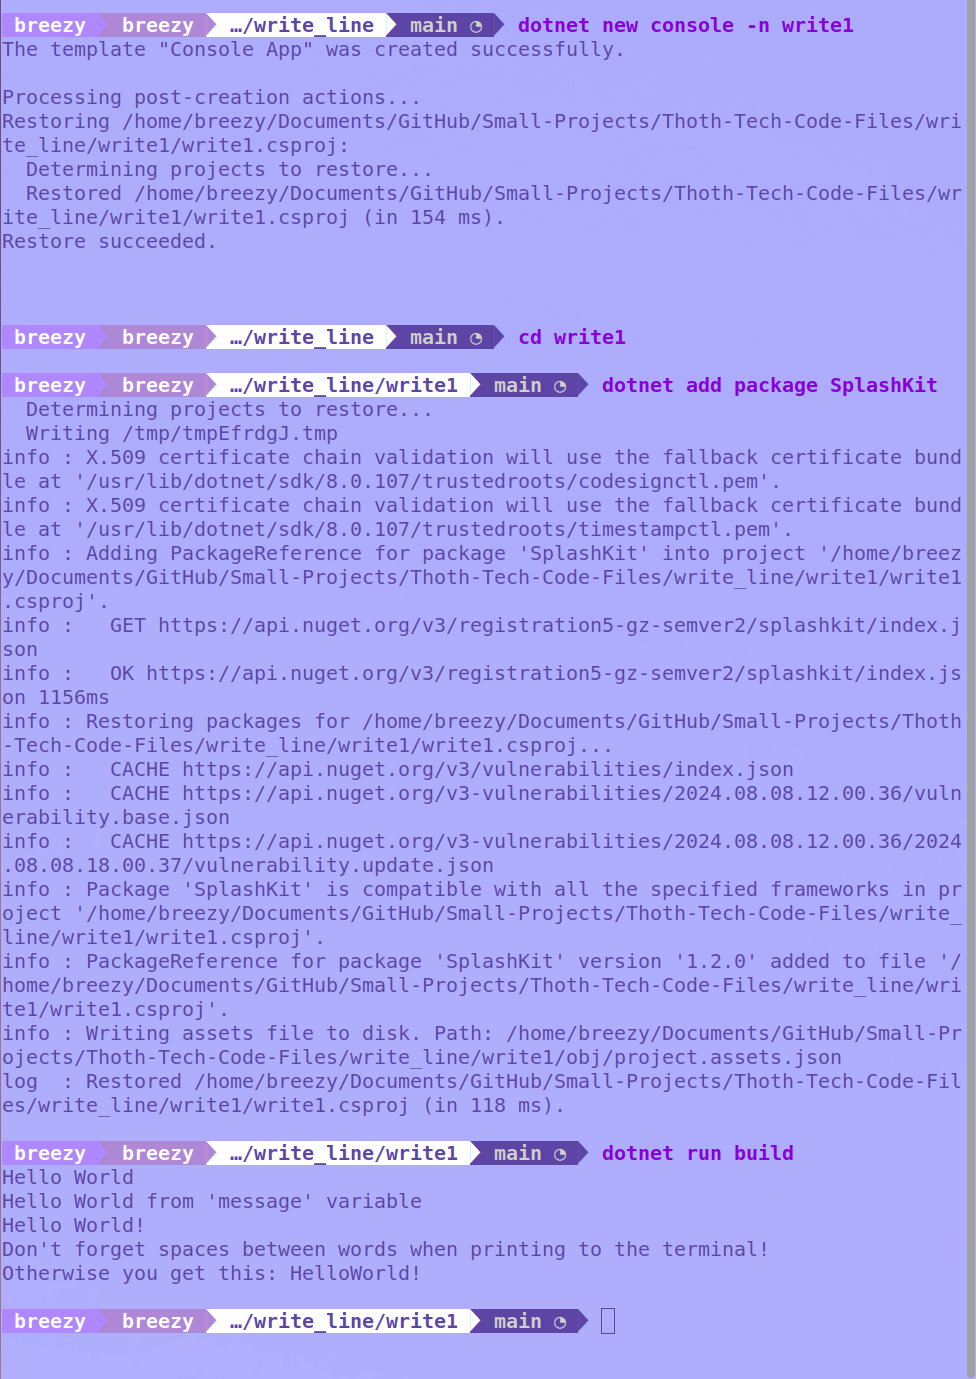 breezy breezy …/write_line main ◔ dotnet new console -n write1
The template "Console App" was created successfully.
Processing post-creation actions...
Restoring /home/breezy/Documents/GitHub/Small-Projects/Thoth-Tech-Code-Files/wri
te_line/write1/write1.csproj:
Determining projects to restore...
Restored /home/breezy/Documents/GitHub/Small-Projects/Thoth-Tech-Code-Files/wr
ite_line/write1/write1.csproj (in 154 ms).
Restore succeeded.
breezy breezy …/write_line main ◔ cd write1
breezy breezy …/write_line/write1 main ◔ dotnet add package SplashKit
Determining projects to restore...
Writing /tmp/tmpEfrdgJ.tmp
info : X.509 certificate chain validation will use the fallback certificate bund
le at '/usr/lib/dotnet/sdk/8.0.107/trustedroots/codesignctl.pem'.
info : X.509 certificate chain validation will use the fallback certificate bund
le at '/usr/lib/dotnet/sdk/8.0.107/trustedroots/timestampctl.pem'.
info : Adding PackageReference for package 'SplashKit' into project '/home/breez
y/Documents/GitHub/Small-Projects/Thoth-Tech-Code-Files/write_line/write1/write1
.csproj'.
info :   GET https://api.nuget.org/v3/registration5-gz-semver2/splashkit/index.j
son
info :   OK https://api.nuget.org/v3/registration5-gz-semver2/splashkit/index.js
on 1156ms
info : Restoring packages for /home/breezy/Documents/GitHub/Small-Projects/Thoth
-Tech-Code-Files/write_line/write1/write1.csproj...
info :   CACHE https://api.nuget.org/v3/vulnerabilities/index.json
info :   CACHE https://api.nuget.org/v3-vulnerabilities/2024.08.08.12.00.36/vuln
erability.base.json
info :   CACHE https://api.nuget.org/v3-vulnerabilities/2024.08.08.12.00.36/2024
.08.08.18.00.37/vulnerability.update.json
info : Package 'SplashKit' is compatible with all the specified frameworks in pr
oject '/home/breezy/Documents/GitHub/Small-Projects/Thoth-Tech-Code-Files/write_
line/write1/write1.csproj'.
info : PackageReference for package 'SplashKit' version '1.2.0' added to file '/
home/breezy/Documents/GitHub/Small-Projects/Thoth-Tech-Code-Files/write_line/wri
te1/write1.csproj'.
info : Writing assets file to disk. Path: /home/breezy/Documents/GitHub/Small-Pr
ojects/Thoth-Tech-Code-Files/write_line/write1/obj/project.assets.json
log  : Restored /home/breezy/Documents/GitHub/Small-Projects/Thoth-Tech-Code-Fil
es/write_line/write1/write1.csproj (in 118 ms).
breezy breezy …/write_line/write1 main ◔ dotnet run build
Hello World
Hello World from 'message' variable
Hello World!
Don't forget spaces between words when printing to the terminal!
Otherwise you get this: HelloWorld!
breezy breezy …/write_line/write1 main ◔